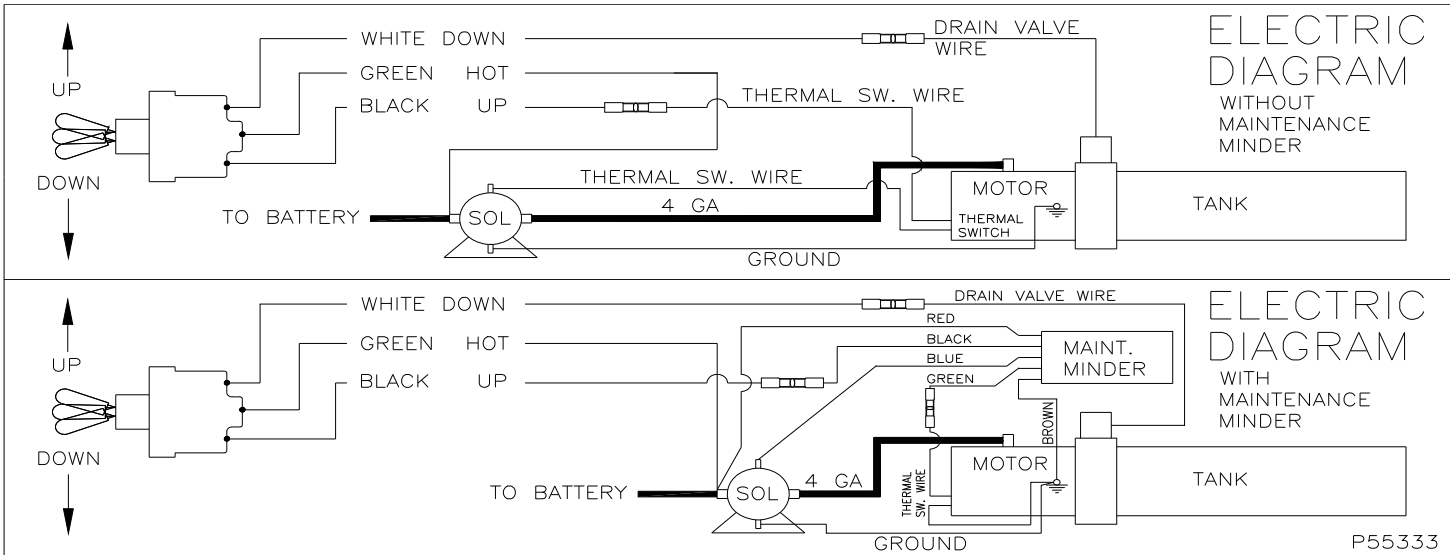 UP
DOWN
WHITE DOWN
GREEN HOT
BLACK UP
DRAIN VALVE
WIRE
THERMAL SW. WIRE
THERMAL SW. WIRE
4 GA
TO BATTERY
SOL
GROUND
MOTOR
THERMAL
SWITCH
TANK
ELECTRIC
DIAGRAM
WITHOUT
MAINTENANCE
MINDER
UP
DOWN
WHITE DOWN
GREEN HOT
BLACK UP
DRAIN VALVE WIRE
RED
BLACK
BLUE
GREEN
MAINT.
MINDER
BROWN
TO BATTERY
SOL
4 GA
THERMAL
SW. WIRE
GROUND
MOTOR
TANK
ELECTRIC
DIAGRAM
WITH
MAINTENANCE
MINDER
P55333